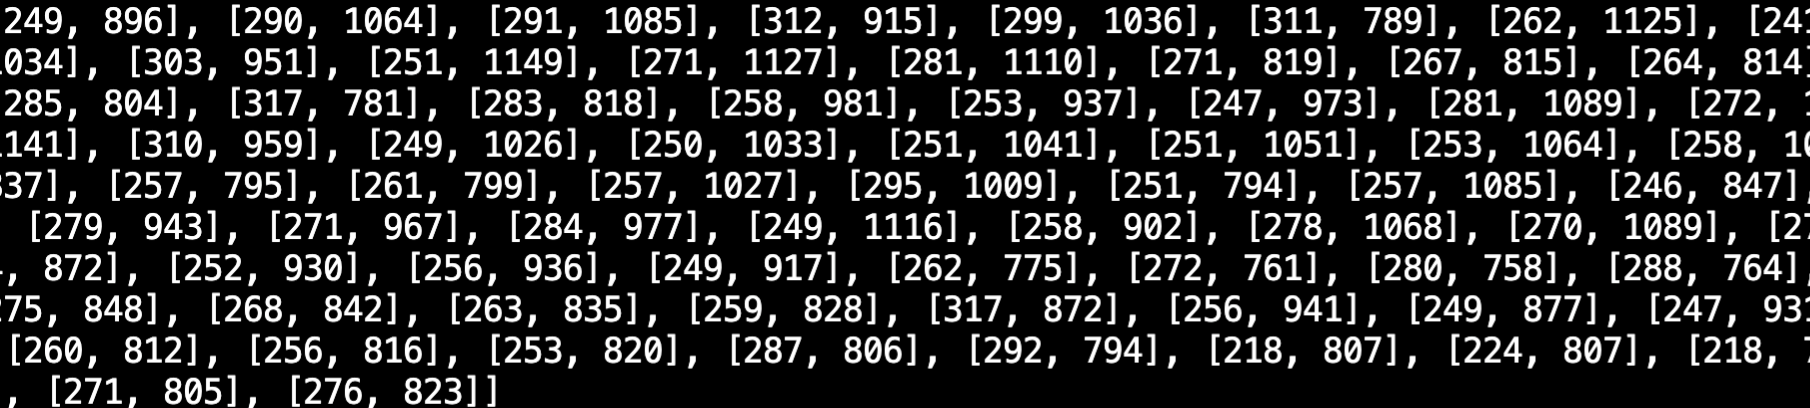 249, 896], [290, 1064], [291, 1085], [312, 915], [299, 1036], [311, 789], [262, 1125], [241
034], [303, 951], [251, 1149], [271, 1127], [281, 1110], [271, 819], [267, 815], [264, 814]
285, 804], [317, 781], [283, 818], [258, 981], [253, 937], [247, 973], [281, 1089], [272,
141], [310, 959], [249, 1026], [250, 1033], [251, 1041], [251, 1051], [253, 1064], [258, 10
837], [257, 795], [261, 799], [257, 1027], [295, 1009], [251, 794], [257, 1085], [246, 847],
[279, 943], [271, 967], [284, 977], [249, 1116], [258, 902], [278, 1068], [270, 1089], [27
, 872], [252, 930], [256, 936], [249, 917], [262, 775], [272, 761], [280, 758], [288, 764],
275, 848], [268, 842], [263, 835], [259, 828], [317, 872], [256, 941], [249, 877], [247, 931
[260, 812], [256, 816], [253, 820], [287, 806], [292, 794], [218, 807], [224, 807], [218,
, [271, 805], [276, 823]]